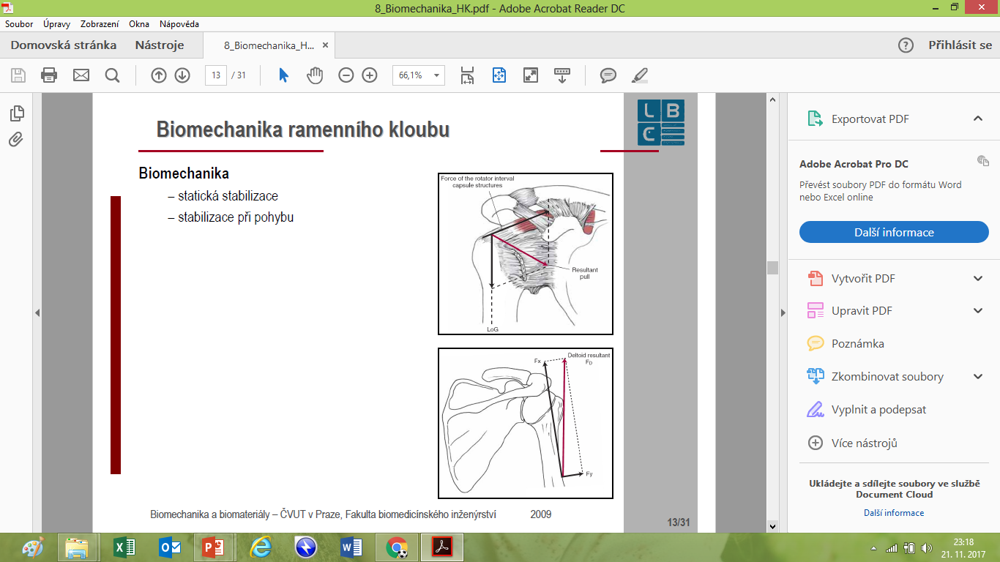 8_Biomechanika_HK.pdf - Adobe Acrobat Reader DC
Soubor Úpravy Zobrazení Okna Nápověda
Domovská stránka Nástroje 8_Biomechanika_H... × ? Přihlásit se
13 / 31 66,1%
Biomechanika ramenního kloubu
L B C
Biomechanika
– statická stabilizace
– stabilizace při pohybu
Force of the rotator interval
capsule structures
Resultant
pull
LoG
Fx
Deltoid resultant
FD
Fy
Biomechanika a biomateriály – ČVUT v Praze, Fakulta biomedicínského inženýrství 2009
13/31
Exportovat PDF
Adobe Acrobat Pro DC
Převést soubory PDF do formátu Word
nebo Excel online
Další informace
Vytvořit PDF
Upravit PDF
Poznámka
Zkombinovat soubory
Vyplnit a podepsat
Více nástrojů
Ukládejte a sdílejte soubory ve službě
Document Cloud
Další informace
23:18
21. 11. 2017